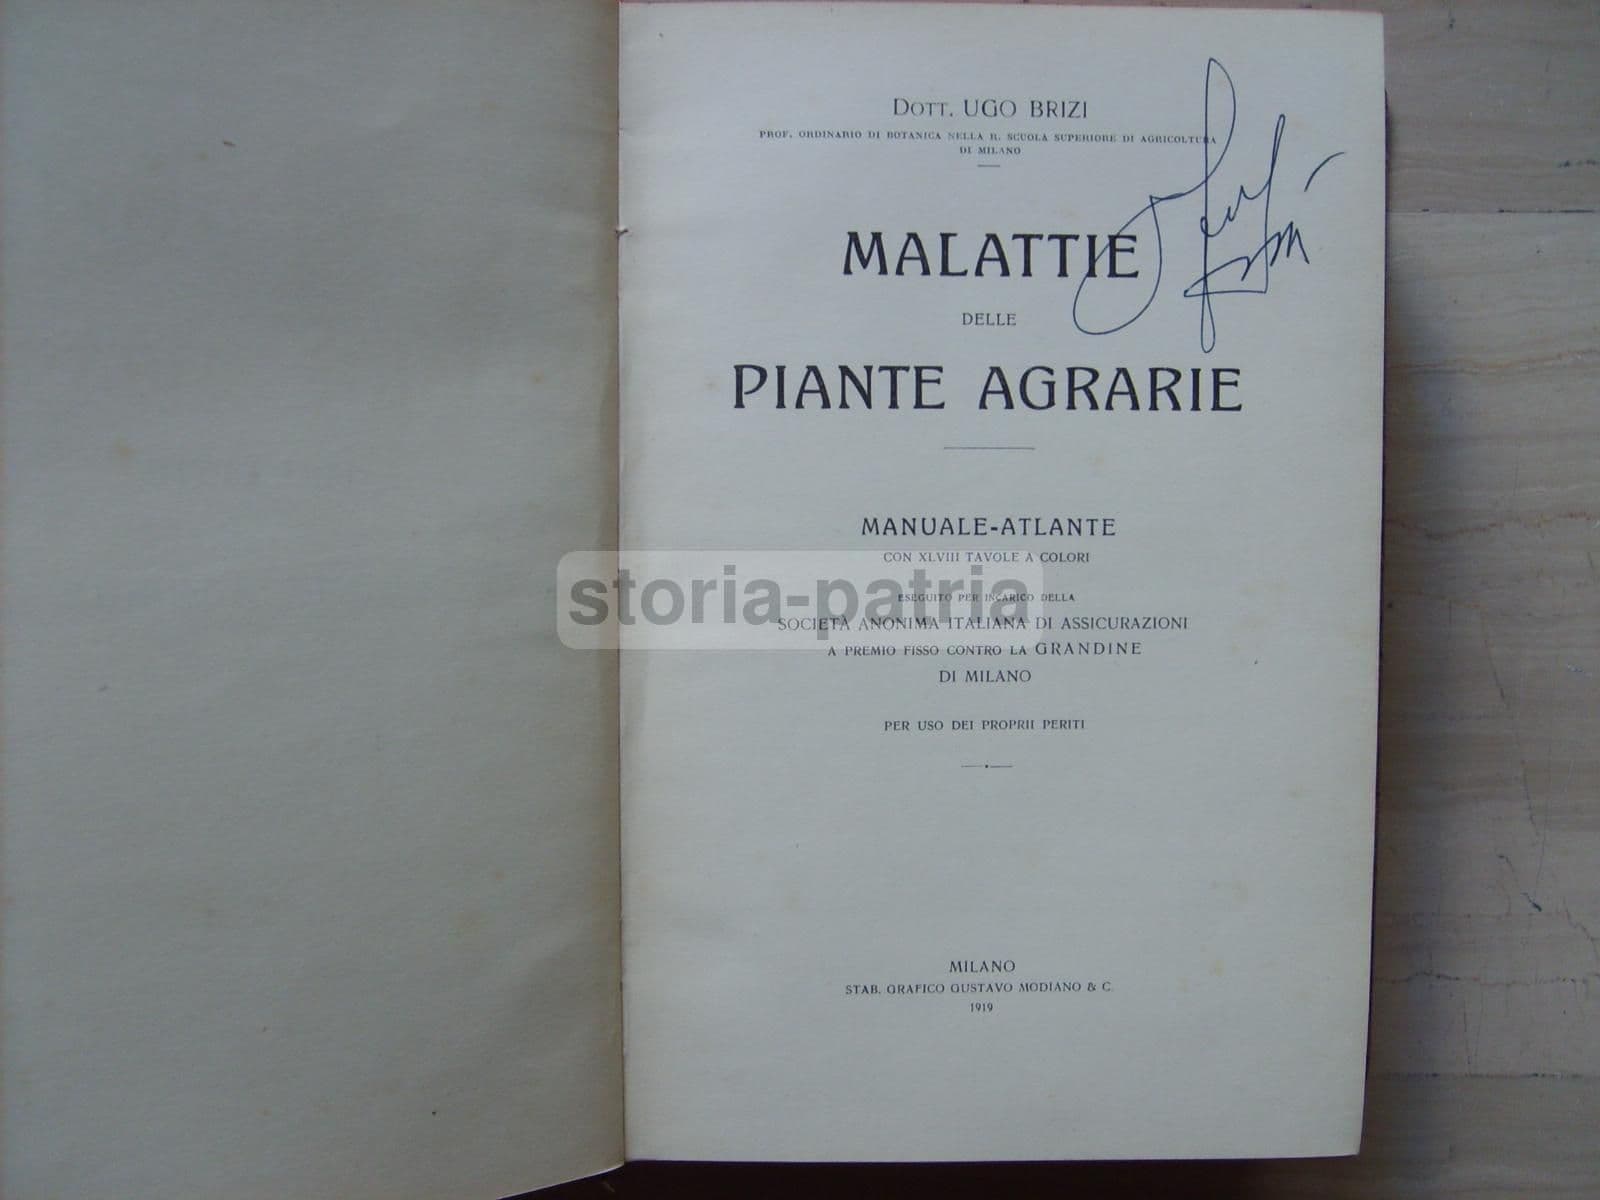 DOTT. UGO BRIZI
PROF. ORDINARIO DI BOTANICA NELLA R. SCUOLA SUPERIORE DI AGRICOLTURA
DI MILANO
MALATTIE
DELLE
PIANTE AGRARIE
MANUALE-ATLANTE
CON XLVIII TAVOLE A COLORI
ESEGUITO PER INCARICO DELLA
SOCIETÀ ANONIMA ITALIANA DI ASSICURAZIONI
A PREMIO FISSO CONTRO LA GRANDINE
DI MILANO
PER USO DEI PROPRII PERITI
MILANO
STAB. GRAFICO GUSTAVO MODIANO & C.
1919
storia-patria